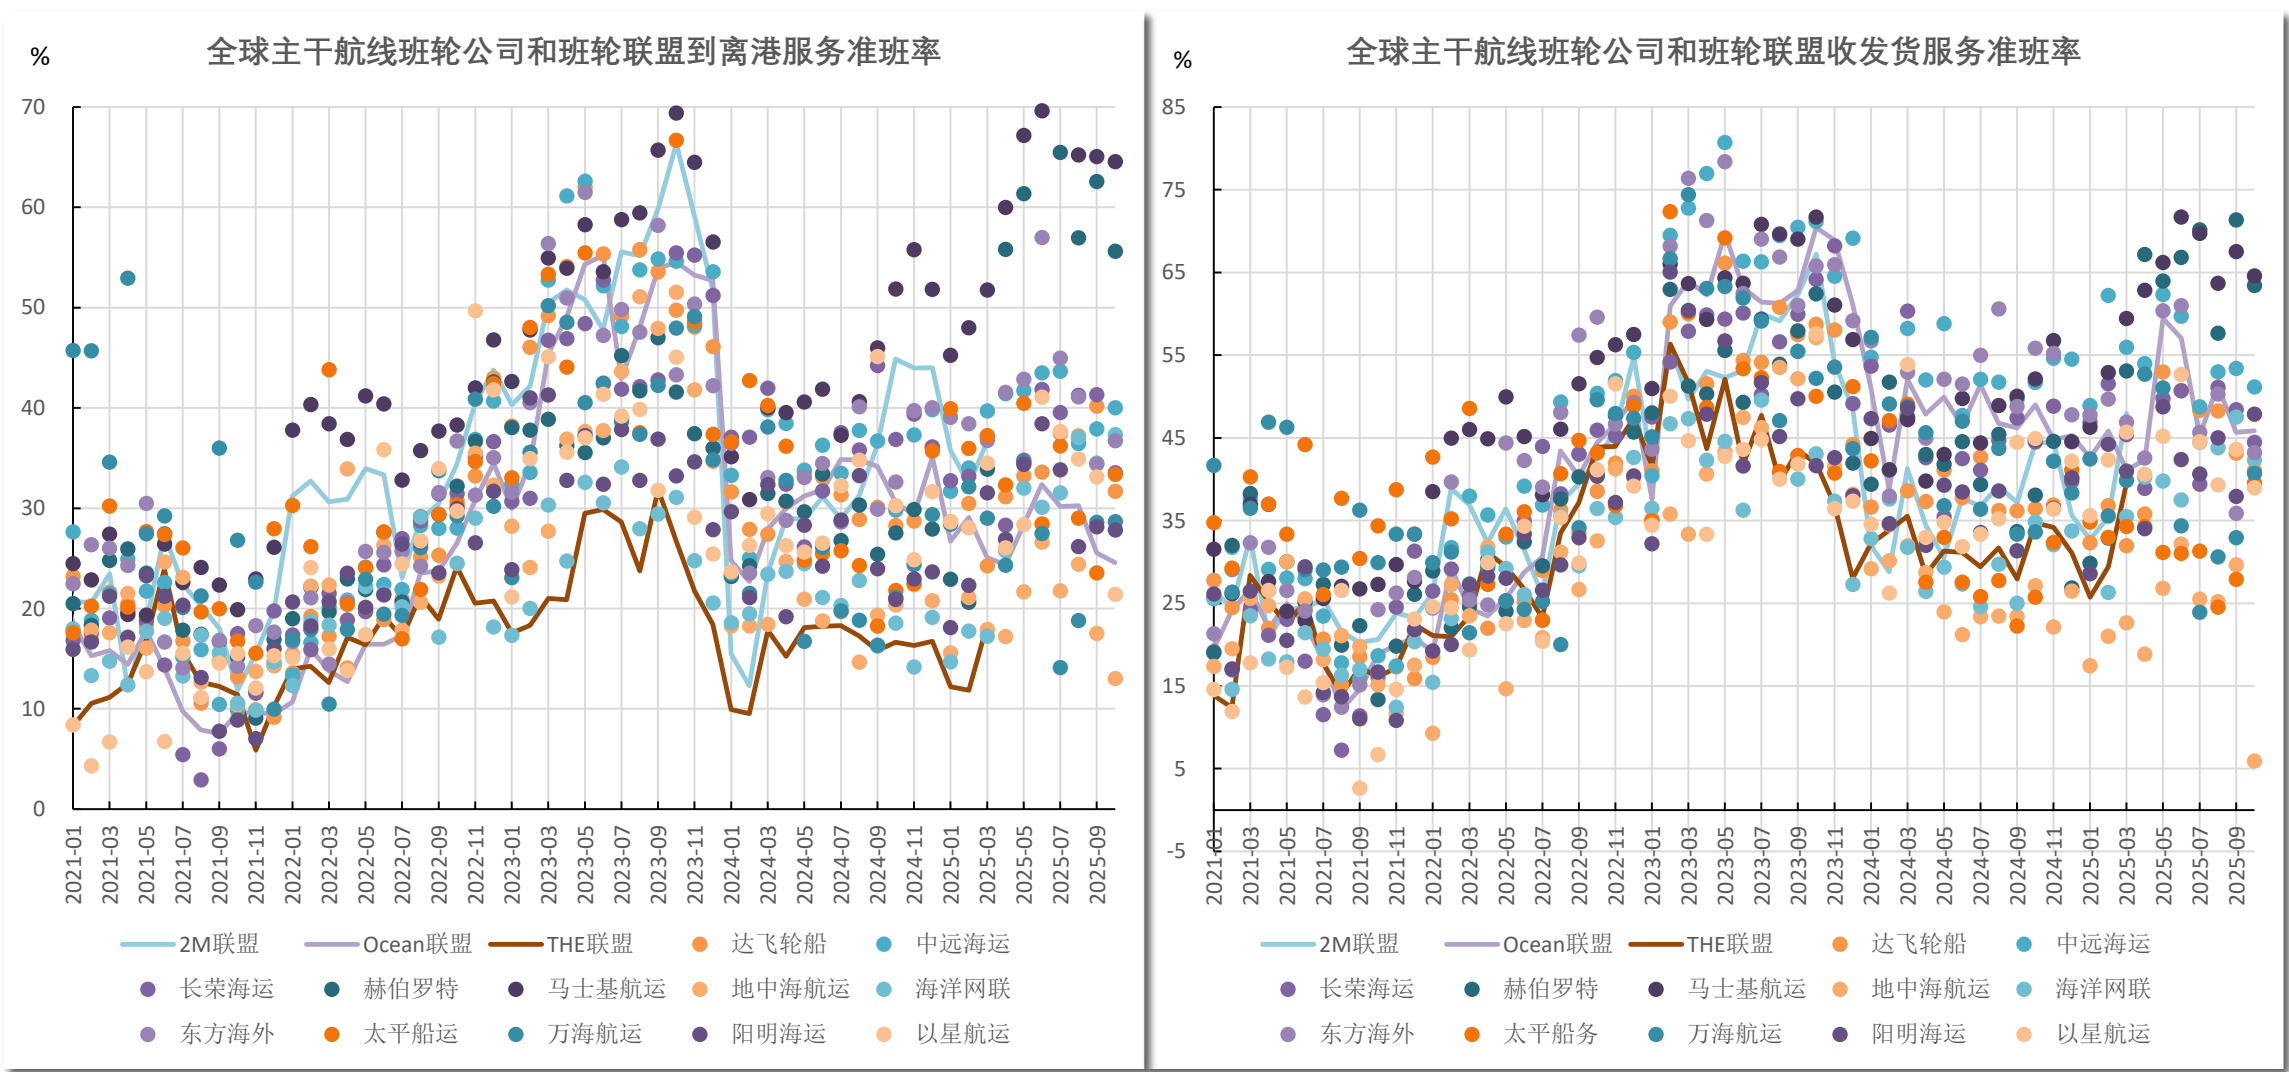 全球主干航线班轮公司和班轮联盟到离港服务准班率
%
70
60
50
40
30
20
10
0
2021-01 2021-03 2021-05 2021-07 2021-09 2021-11 2022-01 2022-03 2022-05 2022-07 2022-09 2022-11 2023-01 2023-03 2023-05 2023-07 2023-09 2023-11 2024-01 2024-03 2024-05 2024-07 2024-09 2024-11 2025-01 2025-03 2025-05 2025-07 2025-09
2M联盟 Ocean联盟 THE联盟 达飞轮船 中远海运
长荣海运 赫伯罗特 马士基航运 地中海航运 海洋网联
东方海外 太平船运 万海航运 阳明海运 以星航运
全球主干航线班轮公司和班轮联盟收发货服务准班率
%
85
75
65
55
45
35
25
15
5
-5
2021-01 2021-03 2021-05 2021-07 2021-09 2021-11 2022-01 2022-03 2022-05 2022-07 2022-09 2022-11 2023-01 2023-03 2023-05 2023-07 2023-09 2023-11 2024-01 2024-03 2024-05 2024-07 2024-09 2024-11 2025-01 2025-03 2025-05 2025-07 2025-09
2M联盟 Ocean联盟 THE联盟 达飞轮船 中远海运
长荣海运 赫伯罗特 马士基航运 地中海航运 海洋网联
东方海外 太平船务 万海航运 阳明海运 以星航运